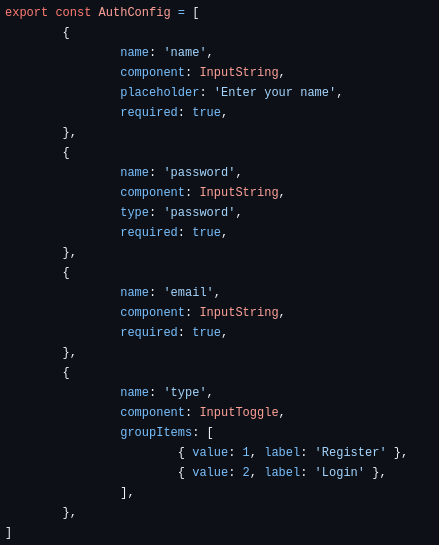 export const AuthConfig = [
        {
                name: 'name',
                component: InputString,
                placeholder: 'Enter your name',
                required: true,
        },
        {
                name: 'password',
                component: InputString,
                type: 'password',
                required: true,
        },
        {
                name: 'email',
                component: InputString,
                required: true,
        },
        {
                name: 'type',
                component: InputToggle,
                groupItems: [
                        { value: 1, label: 'Register' },
                        { value: 2, label: 'Login' },
                ],
        },
]